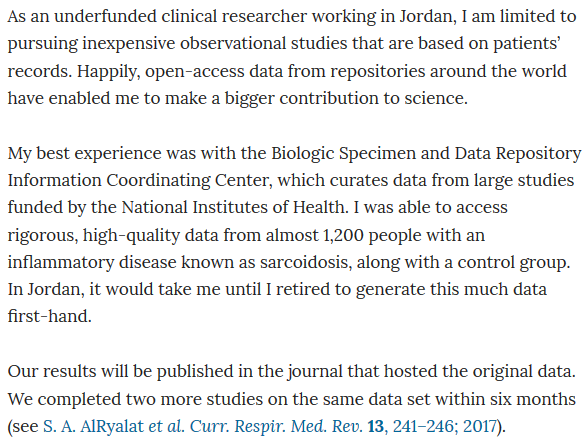 As an underfunded clinical researcher working in Jordan, I am limited to
pursuing inexpensive observational studies that are based on patients’
records. Happily, open-access data from repositories around the world
have enabled me to make a bigger contribution to science.
My best experience was with the Biologic Specimen and Data Repository
Information Coordinating Center, which curates data from large studies
funded by the National Institutes of Health. I was able to access
rigorous, high-quality data from almost 1,200 people with an
inflammatory disease known as sarcoidosis, along with a control group.
In Jordan, it would take me until I retired to generate this much data
first-hand.
Our results will be published in the journal that hosted the original data.
We completed two more studies on the same data set within six months
(see S. A. AlRyalat et al. Curr. Respir. Med. Rev. 13, 241–246; 2017).